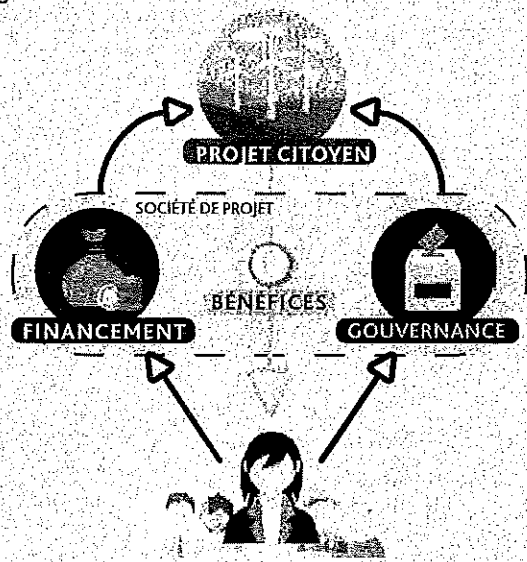 PROJET CITOYEN
SOCIÉTÉ DE PROJET
BÉNÉFICES
FINANCEMENT
GOUVERNANCE